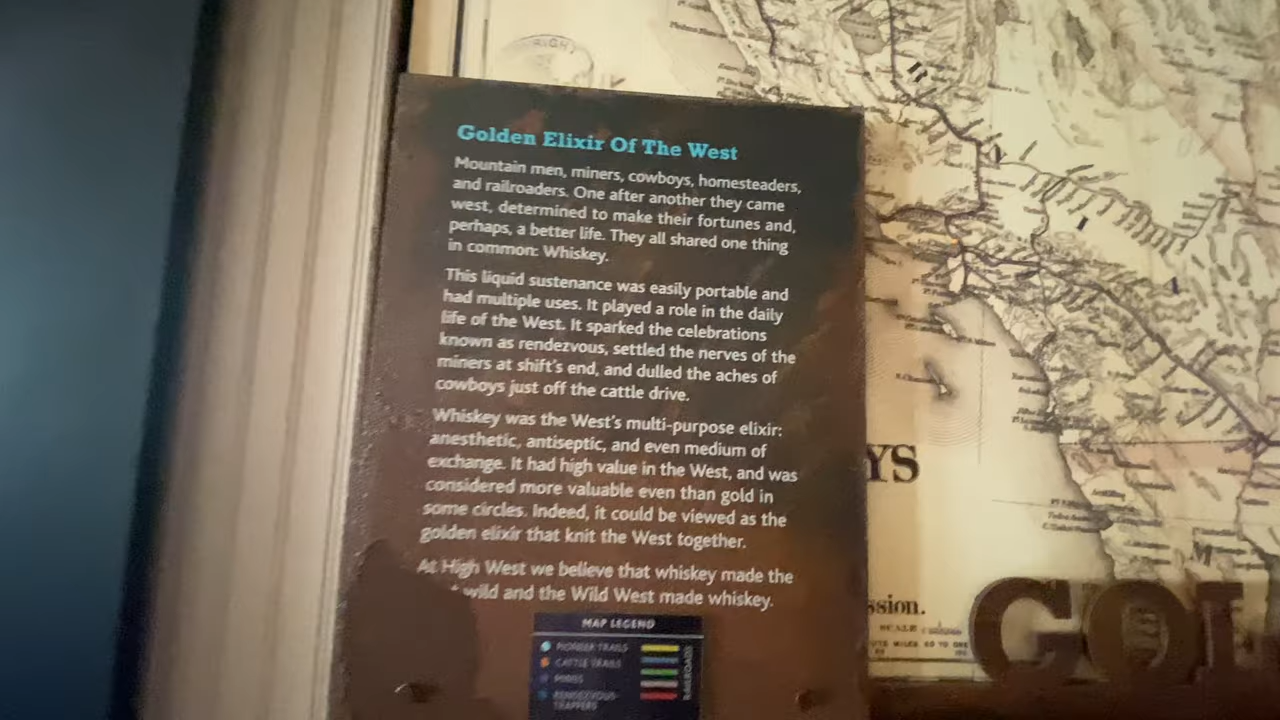 Golden Elixir Of The West
Mountain men, miners, cowboys, homesteaders,
and railroaders. One after another they came
west, determined to make their fortunes and,
perhaps, a better life. They all shared one thing
in common: Whiskey.
This liquid sustenance was easily portable and
had multiple uses. It played a role in the daily
life of the West. It sparked the celebrations
known as rendezvous, settled the nerves of the
miners at shift's end, and dulled the aches of
cowboys just off the cattle drive.
Whiskey was the West's multi-purpose elixir:
anesthetic, antiseptic, and even medium of
exchange. It had high value in the West, and was
considered more valuable even than gold in
some circles. Indeed, it could be viewed as the
golden elixir that knit the West together.
At High West we believe that whiskey made the
wild and the Wild West made whiskey.
MAP LEGEND
PIONEER TRAILS
CATTLE TRAILS
MINES
RENDEZVOUS
TRAPPERS
RAILROADS
YS
ssion.
SCALE
GOL